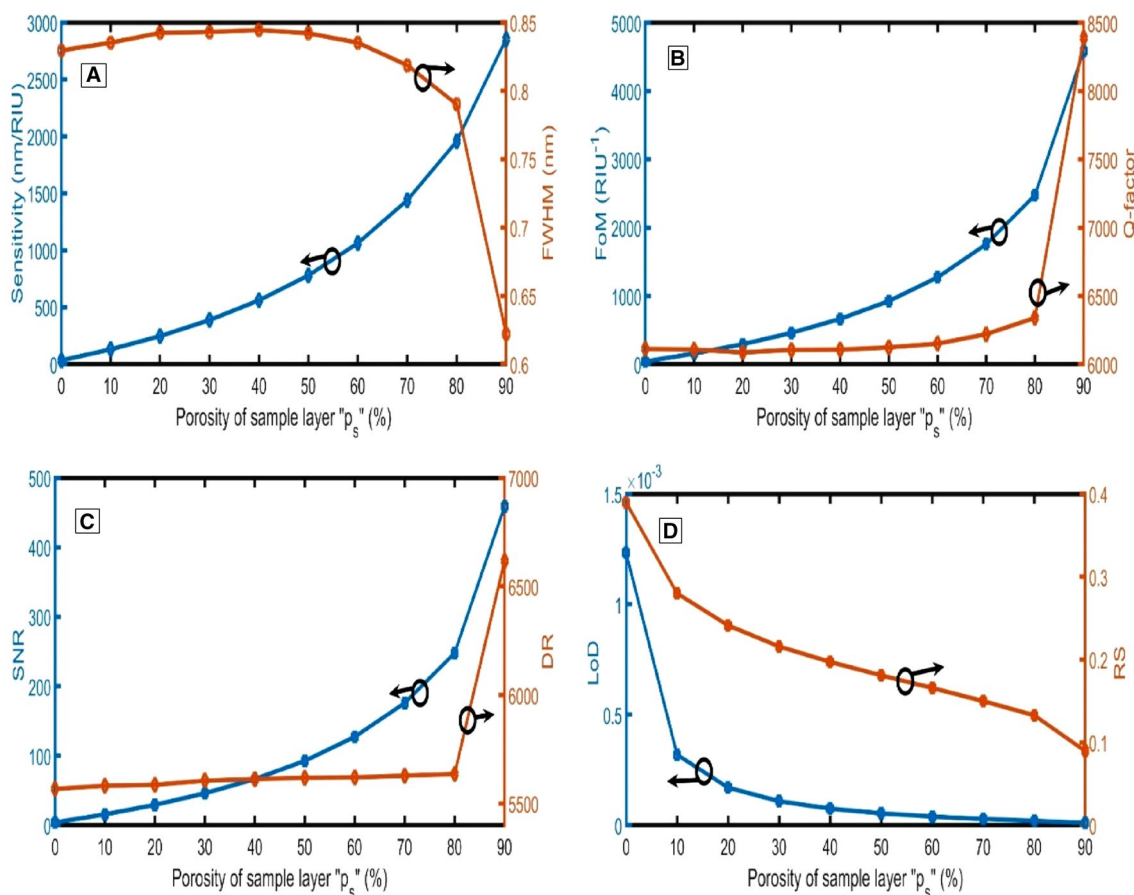 A
Sensitivity (nm/RIU)
3000
2500
2000
1500
1000
500
0
FWHM (nm)
0.85
0.8
0.75
0.7
0.65
0.6
0 10 20 30 40 50 60 70 80 90
Porosity of sample layer "ps" (%)
B
FoM (RIU-1)
5000
4000
3000
2000
1000
0
Q-factor
8500
8000
7500
7000
6500
6000
0 10 20 30 40 50 60 70 80 90
Porosity of sample layer "ps" (%)
C
SNR
500
400
300
200
100
0
DR
7000
6500
6000
5500
0 10 20 30 40 50 60 70 80 90
Porosity of sample layer "ps" (%)
D
LoD
×10-3
1.5
1
0.5
0
RS
0.4
0.3
0.2
0.1
0
0 10 20 30 40 50 60 70 80 90
Porosity of sample layer "ps" (%)